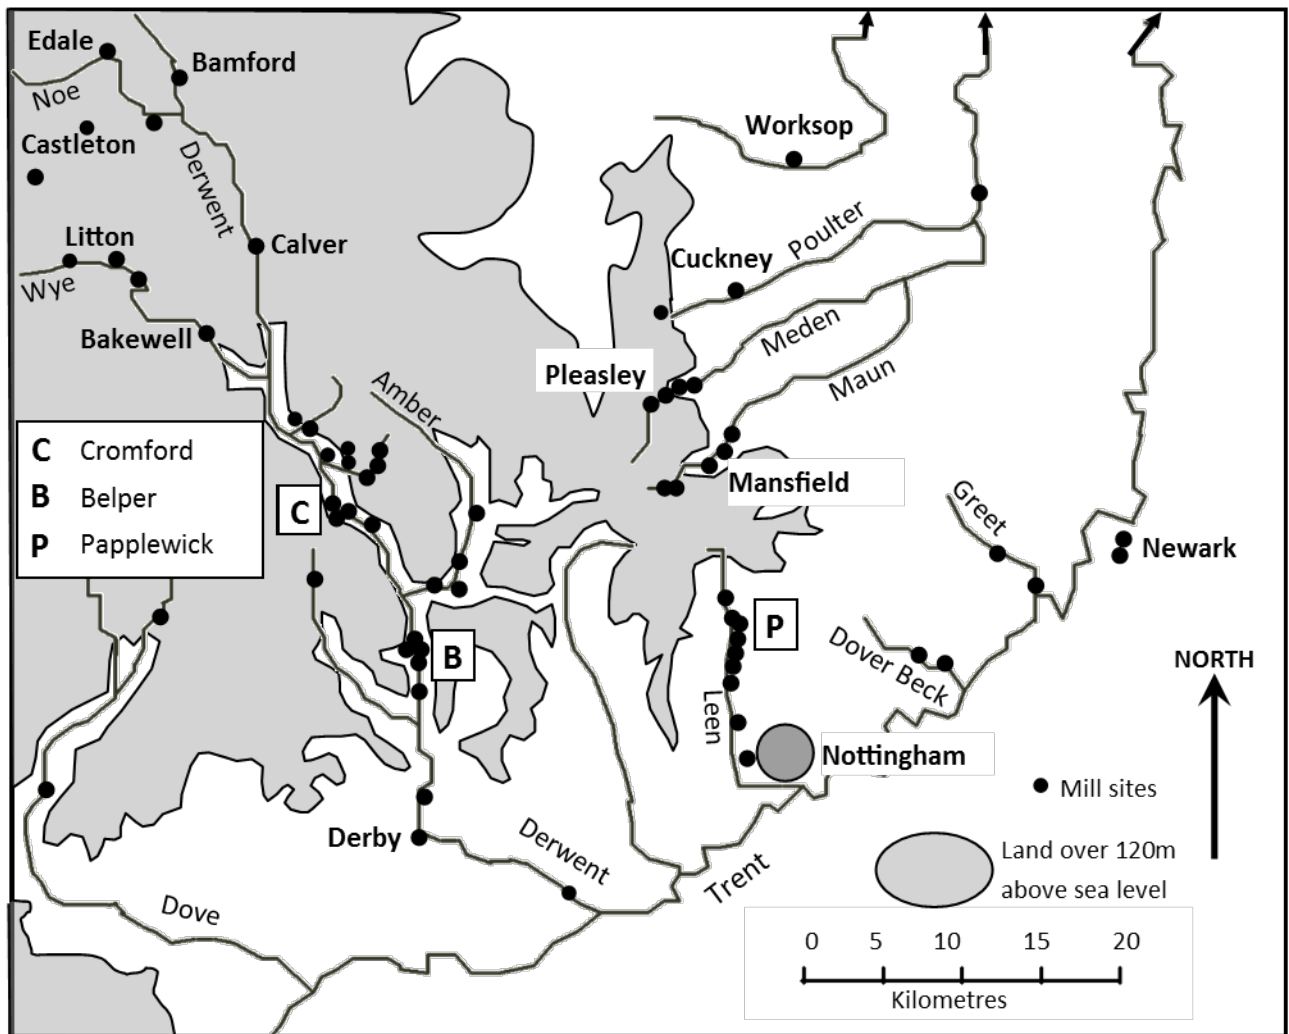 Edale
Bamford
Noe
Castleton
Derwent
Worksop
Litton
Calver
Wye
Cuckney
Poulter
Bakewell
Meden
Pleasley
Maun
Amber
C Cromford
B Belper
P Papplewick
Mansfield
C
Greet
Newark
P
B
Dover Beck
NORTH
Leen
Nottingham
Mill sites
Derby
Derwent
Trent
Land over 120m
above sea level
Dove
0 5 10 15 20
Kilometres